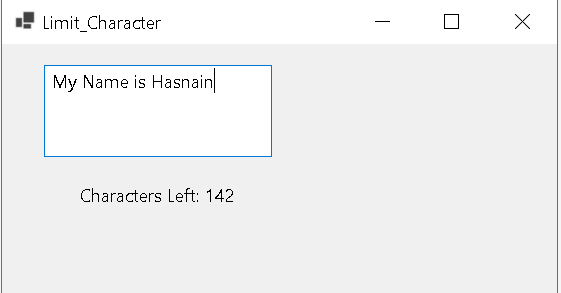 Limit_Character
My Name is Hasnain
Characters Left: 142